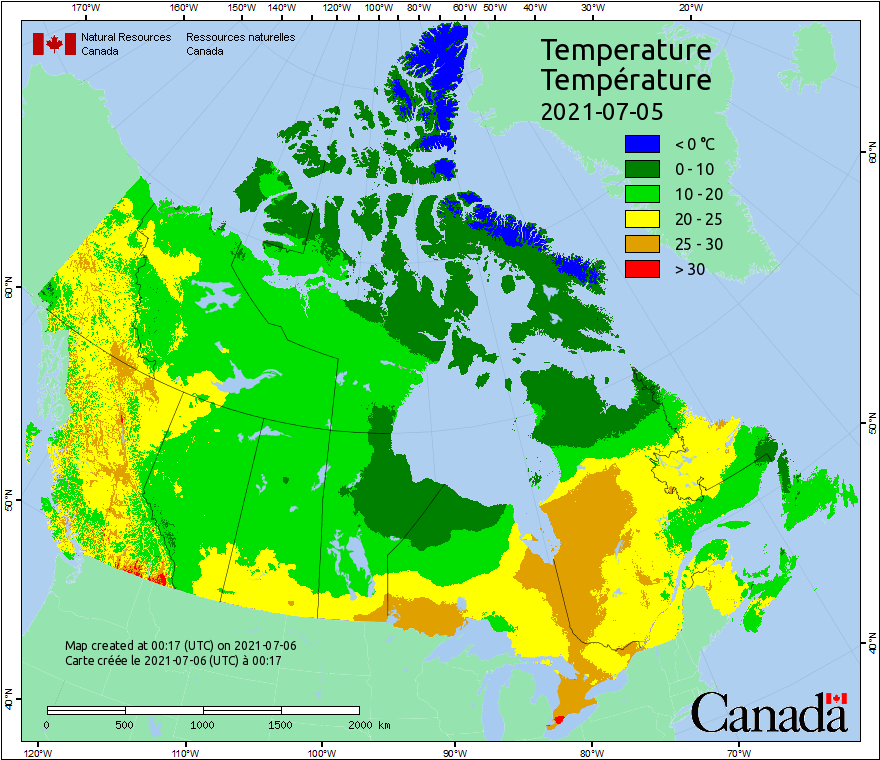 170°W 160°W 150°W 140°W 130°W 120°W 110°W 100°W 80°W 60°W 50°W 40°W 30°W 20°W
Natural Resources Ressources naturelles
Canada Canada
Temperature
Température
2021-07-05
< 0 °C
0 - 10
10 - 20
20 - 25
25 - 30
> 30
60°N
60°N
50°N
50°N
40°N
40°N
Map created at 00:17 (UTC) on 2021-07-06
Carte créée le 2021-07-06 (UTC) à 00:17
0 500 1000 1500 2000 km
Canada
120°W 110°W 100°W 90°W 80°W 70°W